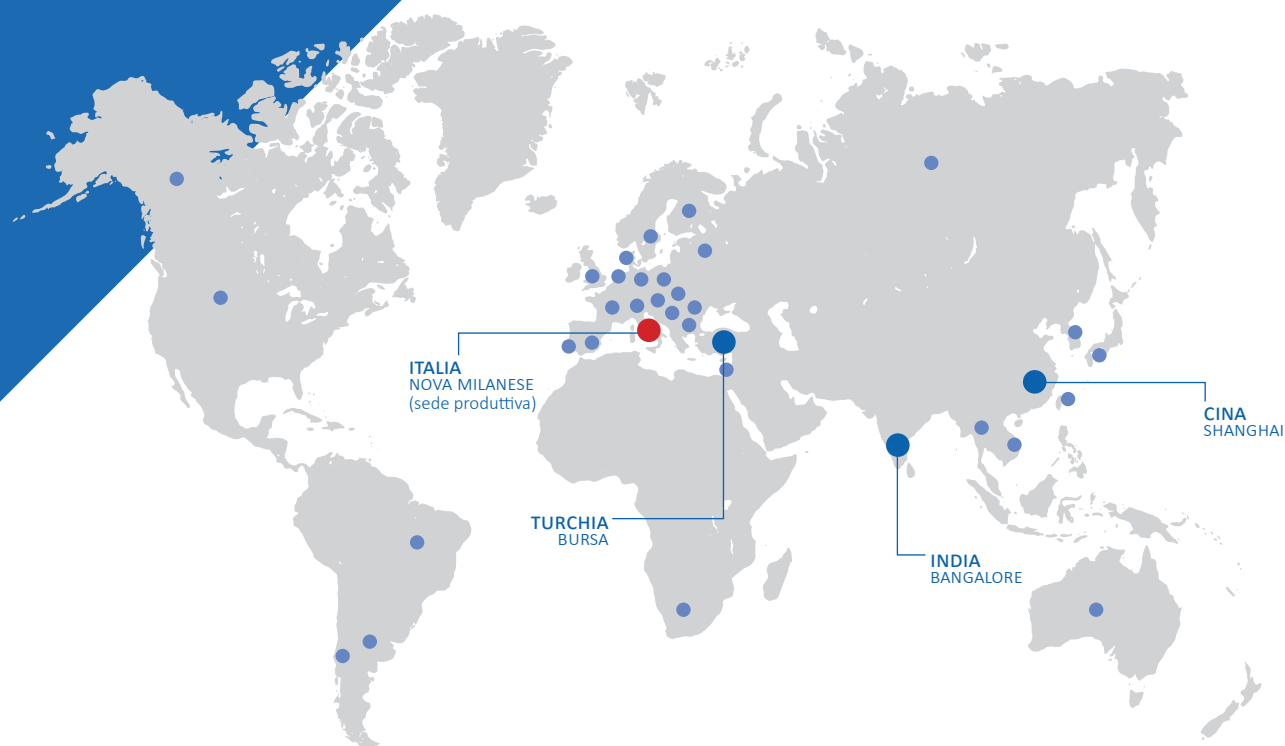 ITALIA
NOVA MILANESE
(sede produttiva)
CINA
SHANGHAI
TURCHIA
BURSA
INDIA
BANGALORE